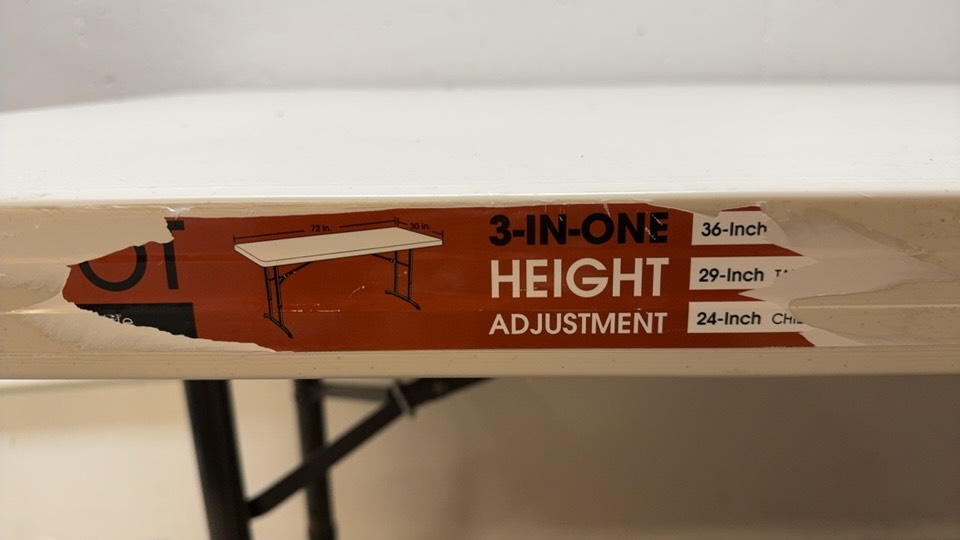 72 in.
30 in.
3-IN-ONE
HEIGHT
ADJUSTMENT
36-Inch
29-Inch
24-Inch